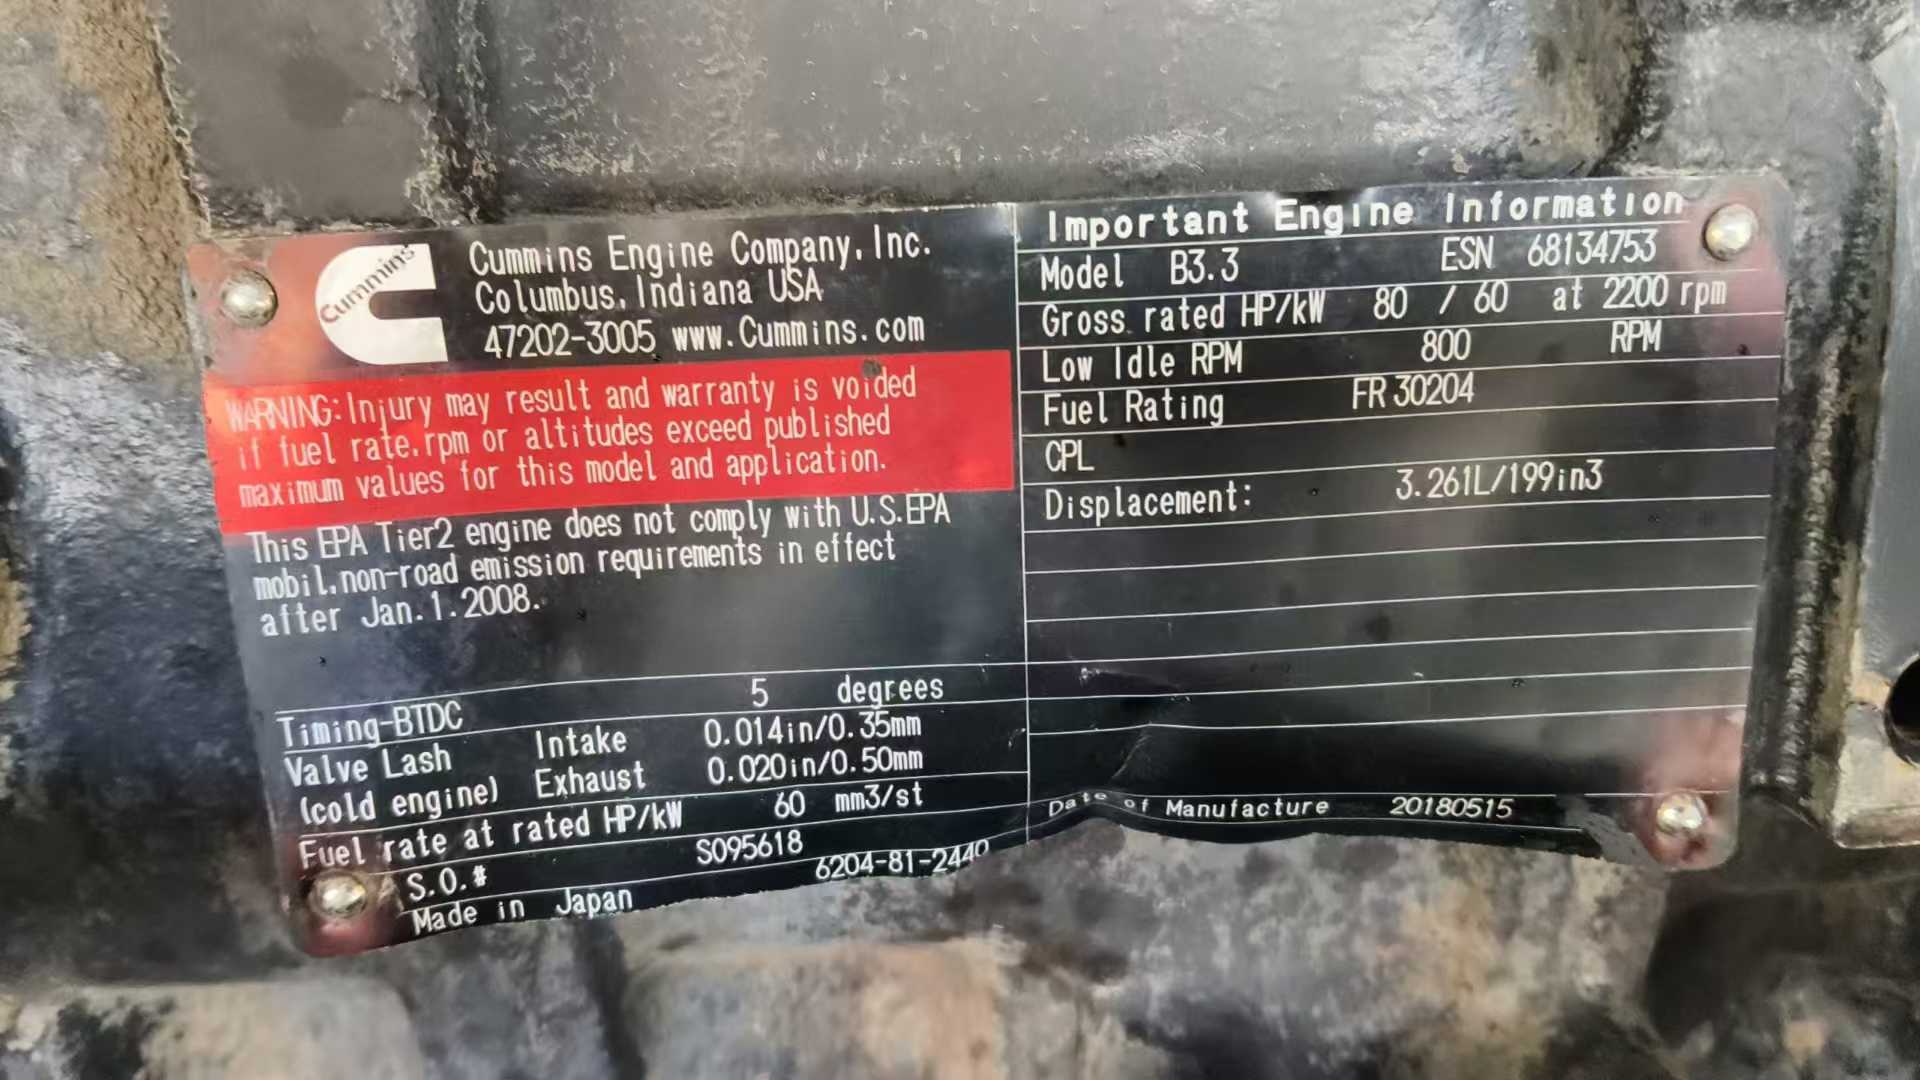 Cummins
Cummins Engine Company, Inc.
Columbus, Indiana USA
47202-3005 www.Cummins.com
WARNING: Injury may result and warranty is voided
if fuel rate, rpm or altitudes exceed published
maximum values for this model and application.
This EPA Tier2 engine does not comply with U.S.EPA
mobil, non-road emission requirements in effect
after Jan.1.2008.
Timing-BTDC 5 degrees
Valve Lash Intake 0.014in/0.35mm
(cold engine) Exhaust 0.020in/0.50mm
Fuel rate at rated HP/kW 60 mm3/st
S.O.# S095618
Made in Japan 6204-81-2440
Important Engine Information
Model B3.3 ESN 68134753
Gross rated HP/kW 80 / 60 at 2200 rpm
Low Idle RPM 800 RPM
Fuel Rating FR 30204
CPL
Displacement: 3.261L/199in3
Date of Manufacture 20180515